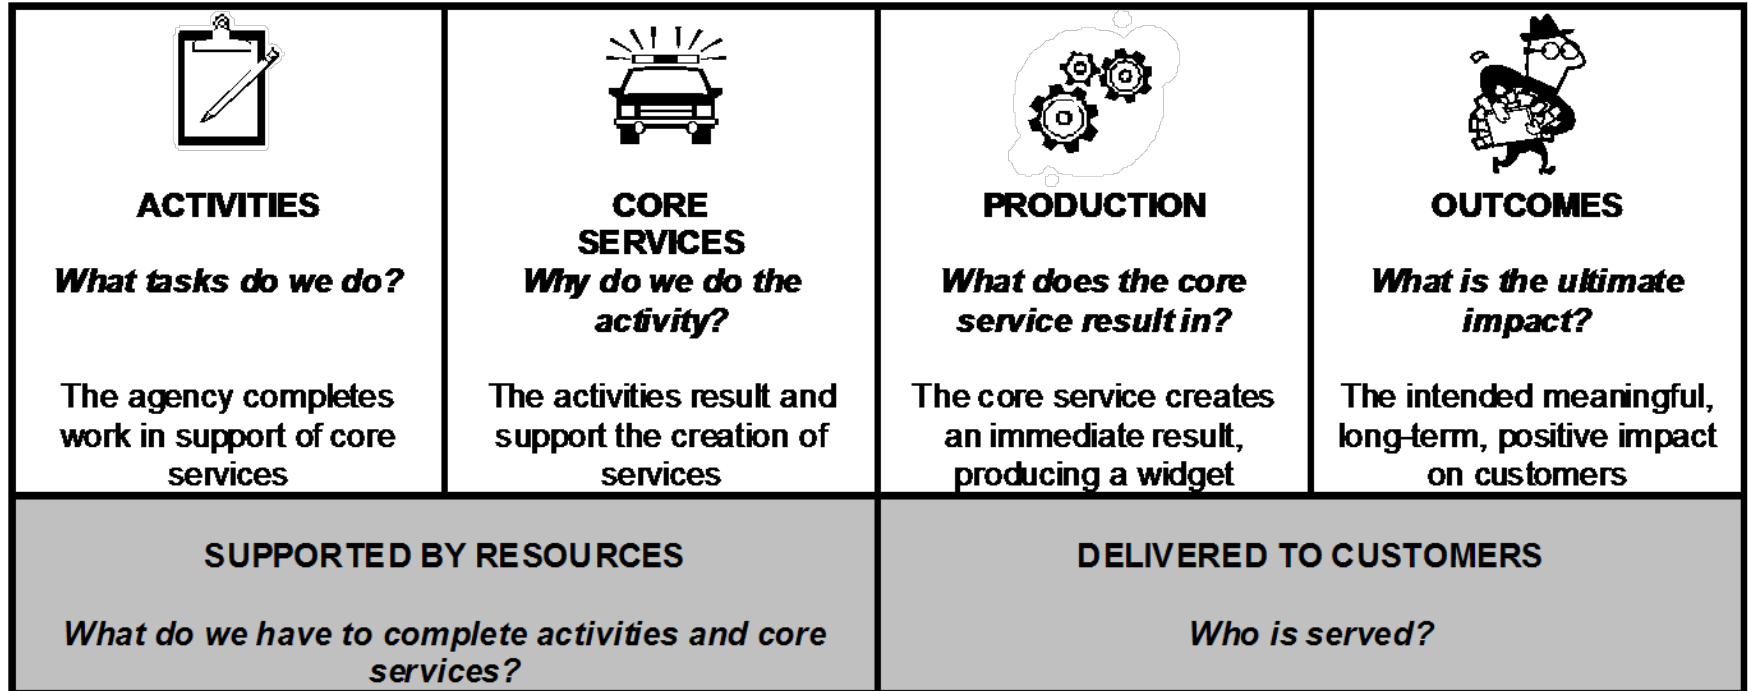 ACTIVITIES
What tasks do we do?
The agency completes
work in support of core
services
CORE
SERVICES
Why do we do the
activity?
The activities result and
support the creation of
services
PRODUCTION
What does the core
service result in?
The core service creates
an immediate result,
producing a widget
OUTCOMES
What is the ultimate
impact?
The intended meaningful,
long-term, positive impact
on customers
SUPPORTED BY RESOURCES
What do we have to complete activities and core
services?
DELIVERED TO CUSTOMERS
Who is served?